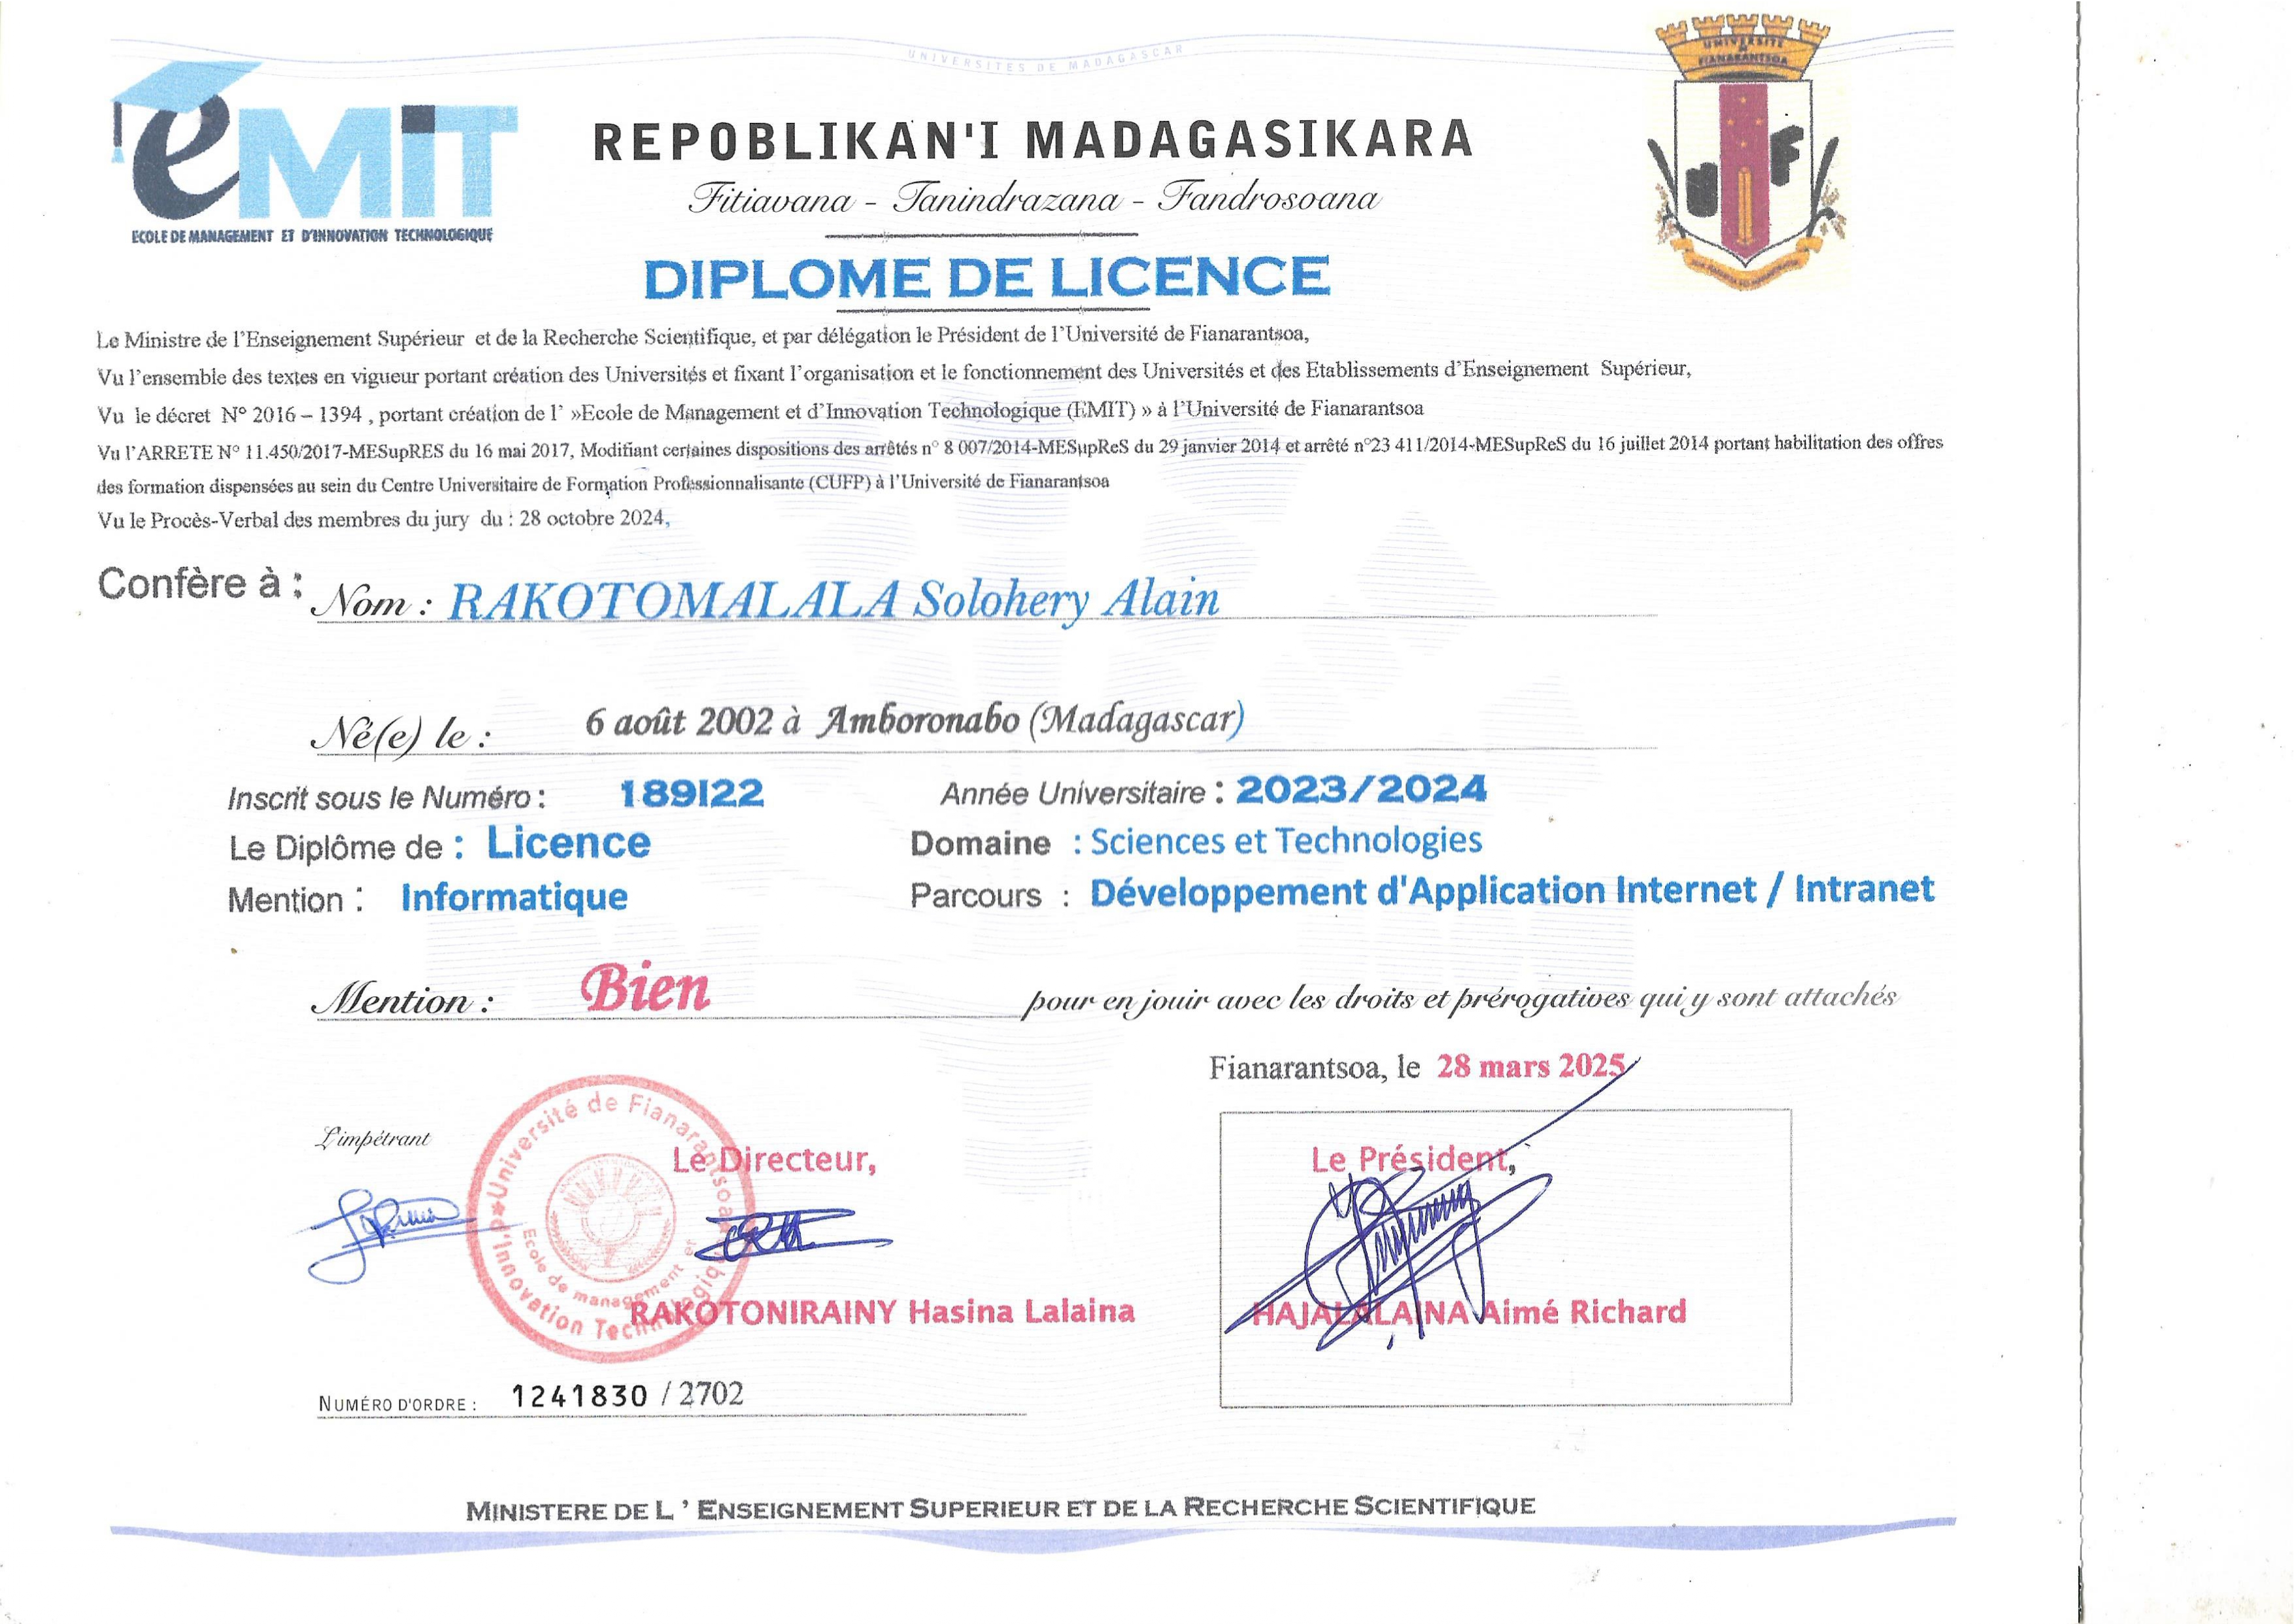 UNIVERSITES DE MADAGASCAR
eMIT
ECOLE DE MANAGEMENT ET D'INNOVATION TECHNOLOGIQUE
UNIVERSITE
FIANARANTSOA
REPOBLIKAN'I MADAGASIKARA
Fitiavana - Tanindrazana - Fandrosoana
DIPLOME DE LICENCE
Le Ministre de l'Enseignement Supérieur et de la Recherche Scientifique, et par délégation le Président de l'Université de Fianarantsoa,
Vu l'ensemble des textes en vigueur portant création des Universités et fixant l'organisation et le fonctionnement des Universités et des Etablissements d'Enseignement Supérieur,
Vu le décret N° 2016 – 1394 , portant création de l' »Ecole de Management et d'Innovation Technologique (EMIT) » à l'Université de Fianarantsoa
Vu l'ARRETE N° 11.450/2017-MESupRES du 16 mai 2017, Modifiant certaines dispositions des arrêtés n° 8 007/2014-MESupReS du 29 janvier 2014 et arrêté n°23 411/2014-MESupReS du 16 juillet 2014 portant habilitation des offres
des formation dispensées au sein du Centre Universitaire de Formation Professionnalisante (CUFP) à l'Université de Fianarantsoa
Vu le Procès-Verbal des membres du jury du : 28 octobre 2024,
Confère à : Nom : RAKOTOMALALA Solohery Alain
Né(e) le : 6 août 2002 à Amboronabo (Madagascar)
Inscrit sous le Numéro : 189I22 Année Universitaire : 2023/2024
Le Diplôme de : Licence Domaine : Sciences et Technologies
Mention : Informatique Parcours : Développement d'Application Internet / Intranet
Mention : Bien pour en jouir avec les droits et prérogatives qui y sont attachés
Fianarantsoa, le 28 mars 2025
L'impétrant
Université de Fianarantsoa
Ecole de management et
d'Innovation Technologique
Le Directeur,
Le Président,
RAKOTONIRAINY Hasina Lalaina
HAJALALAINA Aimé Richard
NUMÉRO D'ORDRE : 1241830 / 2702
MINISTERE DE L ' ENSEIGNEMENT SUPERIEUR ET DE LA RECHERCHE SCIENTIFIQUE